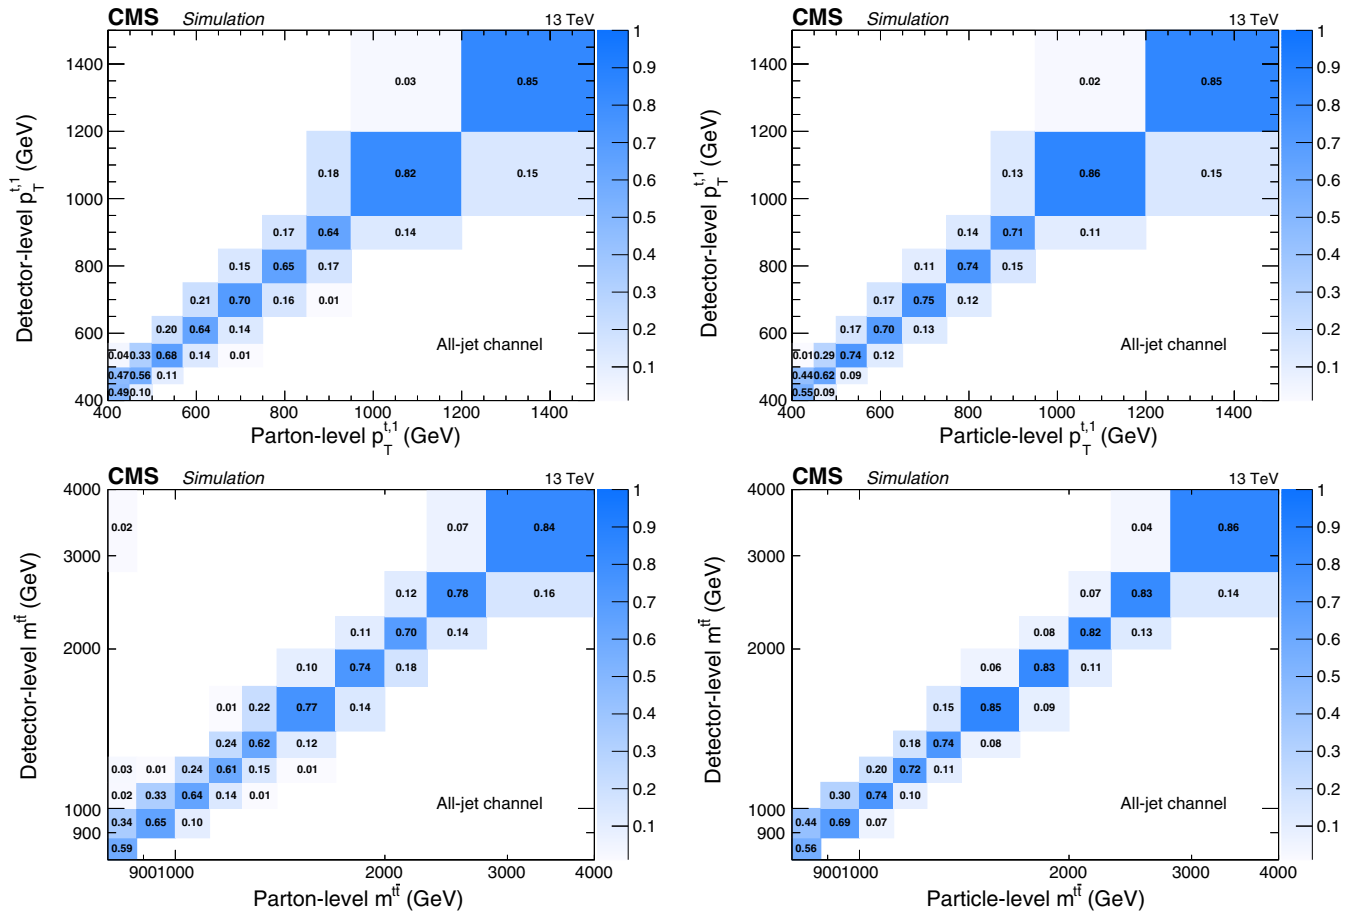 CMS Simulation 13 TeV
1400
1200
1000
800
600
400
Detector-level p_T^{t,1} (GeV)
0.03 0.85
0.18 0.82 0.15
0.17 0.64 0.14
0.15 0.65 0.17
0.21 0.70 0.16 0.01
0.20 0.64 0.14
0.04 0.33 0.68 0.14 0.01
0.47 0.56 0.11
0.49 0.10
All-jet channel
400 600 800 1000 1200 1400
Parton-level p_T^{t,1} (GeV)
1
0.9
0.8
0.7
0.6
0.5
0.4
0.3
0.2
0.1
CMS Simulation 13 TeV
1400
1200
1000
800
600
400
Detector-level p_T^{t,1} (GeV)
0.02 0.85
0.13 0.86 0.15
0.14 0.71 0.11
0.11 0.74 0.15
0.17 0.75 0.12
0.17 0.70 0.13
0.01 0.29 0.74 0.12
0.44 0.62 0.09
0.55 0.09
All-jet channel
400 600 800 1000 1200 1400
Particle-level p_T^{t,1} (GeV)
1
0.9
0.8
0.7
0.6
0.5
0.4
0.3
0.2
0.1
CMS Simulation 13 TeV
4000
3000
2000
1000
900
Detector-level m^{tt̄} (GeV)
0.02 0.07 0.84
0.12 0.78 0.16
0.11 0.70 0.14
0.10 0.74 0.18
0.01 0.22 0.77 0.14
0.24 0.62 0.12
0.03 0.01 0.24 0.61 0.15 0.01
0.02 0.33 0.64 0.14 0.01
0.34 0.65 0.10
0.59
All-jet channel
900 1000 2000 3000 4000
Parton-level m^{tt̄} (GeV)
1
0.9
0.8
0.7
0.6
0.5
0.4
0.3
0.2
0.1
CMS Simulation 13 TeV
4000
3000
2000
1000
900
Detector-level m^{tt̄} (GeV)
0.04 0.86
0.07 0.83 0.14
0.08 0.82 0.13
0.06 0.83 0.11
0.15 0.85 0.09
0.18 0.74 0.08
0.20 0.72 0.11
0.30 0.74 0.10
0.44 0.69 0.07
0.56
All-jet channel
900 1000 2000 3000 4000
Particle-level m^{tt̄} (GeV)
1
0.9
0.8
0.7
0.6
0.5
0.4
0.3
0.2
0.1